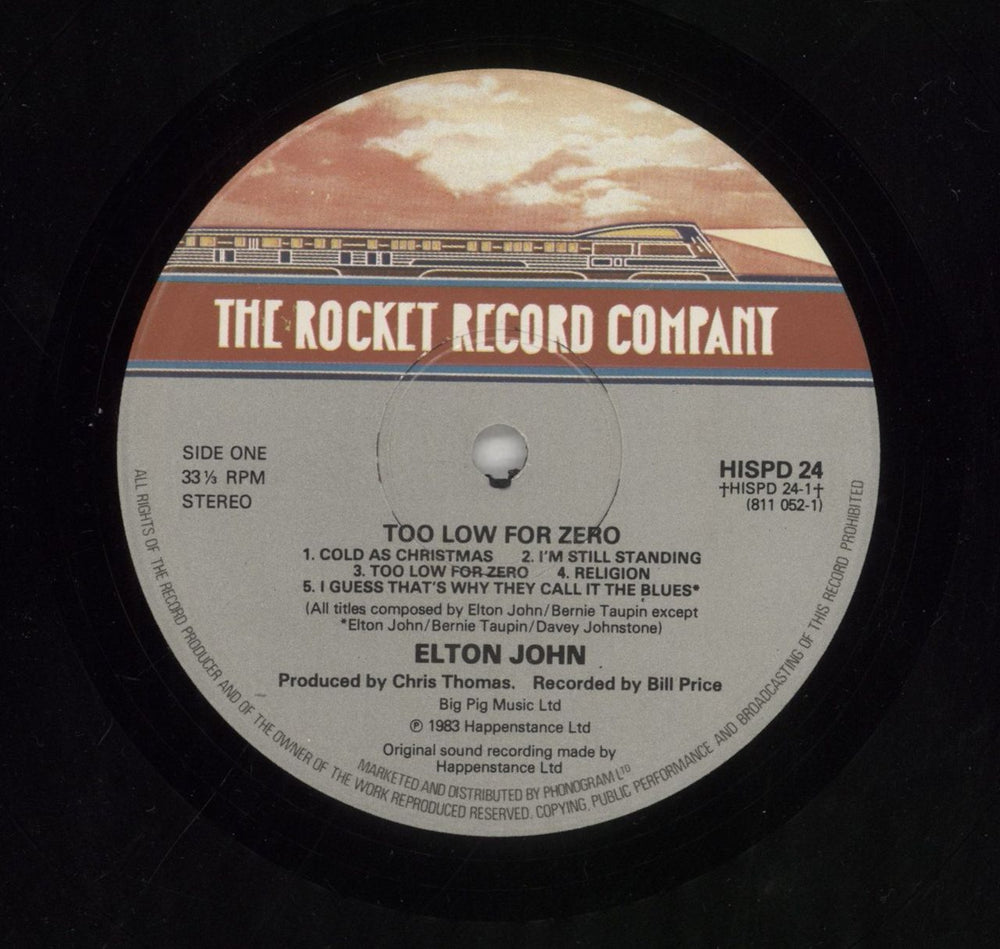 THE ROCKET RECORD COMPANY
SIDE ONE
33⅓ RPM
STEREO
HISPD 24
†HISPD 24-1†
(811 052-1)
TOO LOW FOR ZERO
1. COLD AS CHRISTMAS 2. I'M STILL STANDING
3. TOO LOW FOR ZERO 4. RELIGION
5. I GUESS THAT'S WHY THEY CALL IT THE BLUES*
(All titles composed by Elton John/Bernie Taupin except
*Elton John/Bernie Taupin/Davey Johnstone)
ELTON JOHN
Produced by Chris Thomas. Recorded by Bill Price
Big Pig Music Ltd
℗ 1983 Happenstance Ltd
Original sound recording made by
Happenstance Ltd
MARKETED AND DISTRIBUTED BY PHONOGRAM LTD
ALL RIGHTS OF THE RECORD PRODUCER AND OF THE OWNER OF THE WORK REPRODUCED RESERVED. COPYING, PUBLIC PERFORMANCE AND BROADCASTING OF THIS RECORD PROHIBITED